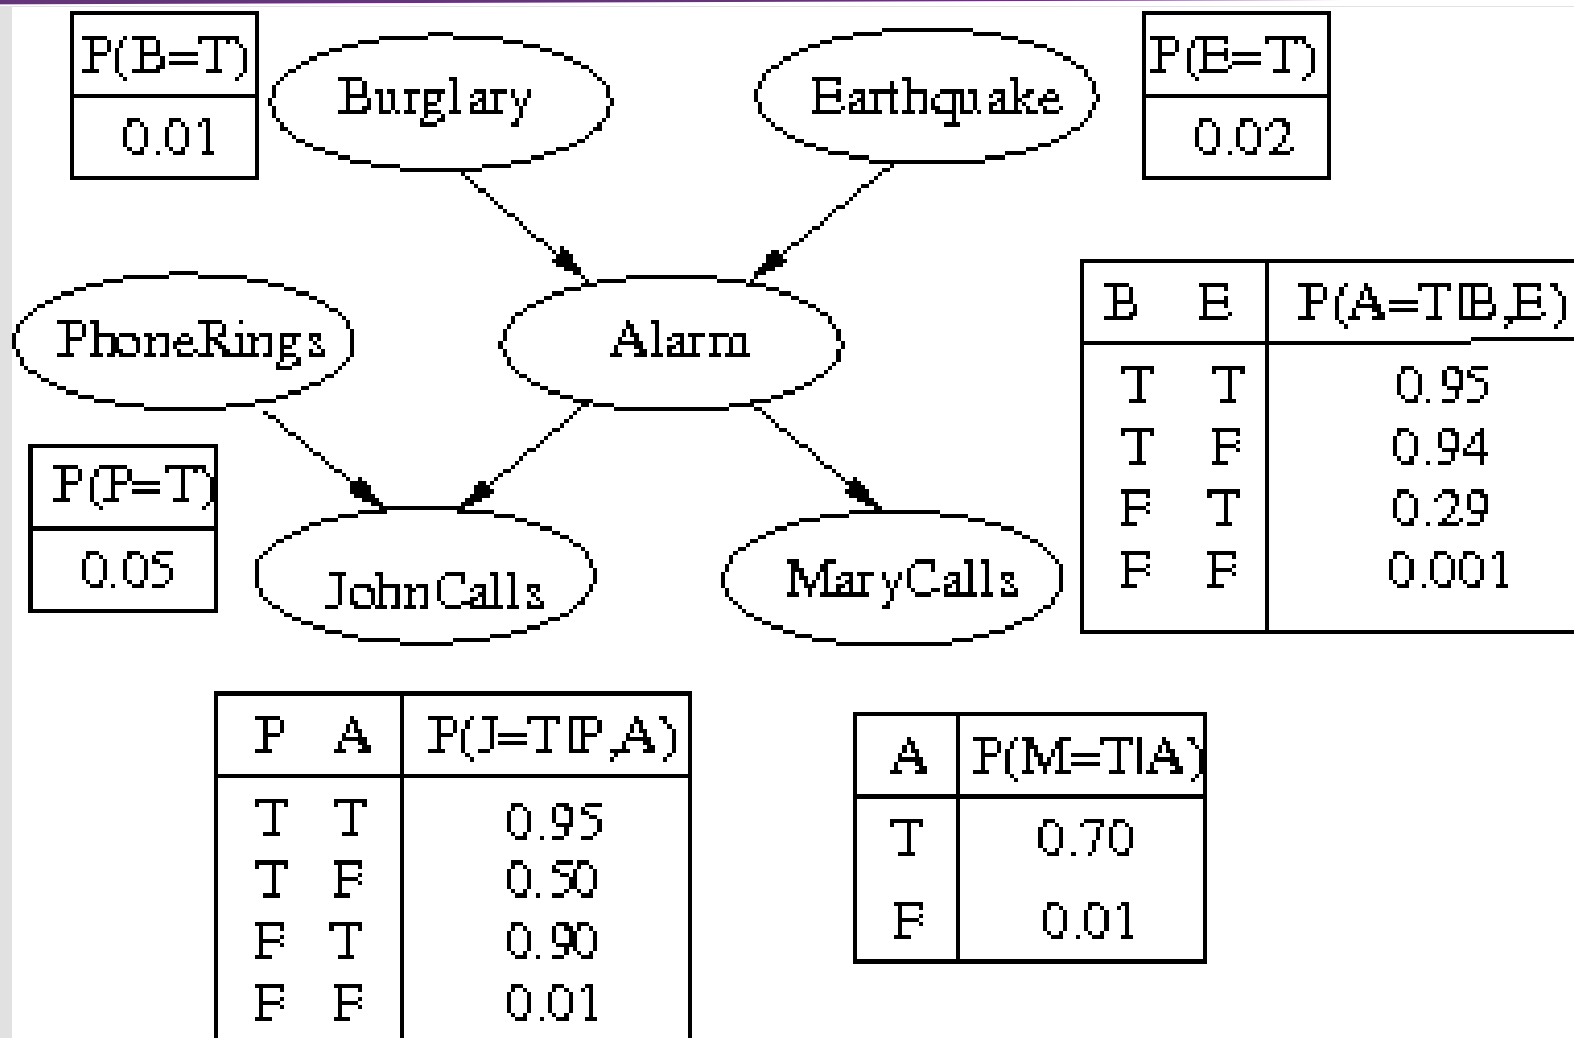 P(B=T)
0.01
Burglary
Earthquake
P(E=T)
0.02
PhoneRings
Alarm
B E P(A=T|B,E)
T T 0.95
T F 0.94
F T 0.29
F F 0.001
P(P=T)
0.05
JohnCalls
MaryCalls
P A P(J=T|P,A)
T T 0.95
T F 0.50
F T 0.90
F F 0.01
A P(M=T|A)
T 0.70
F 0.01